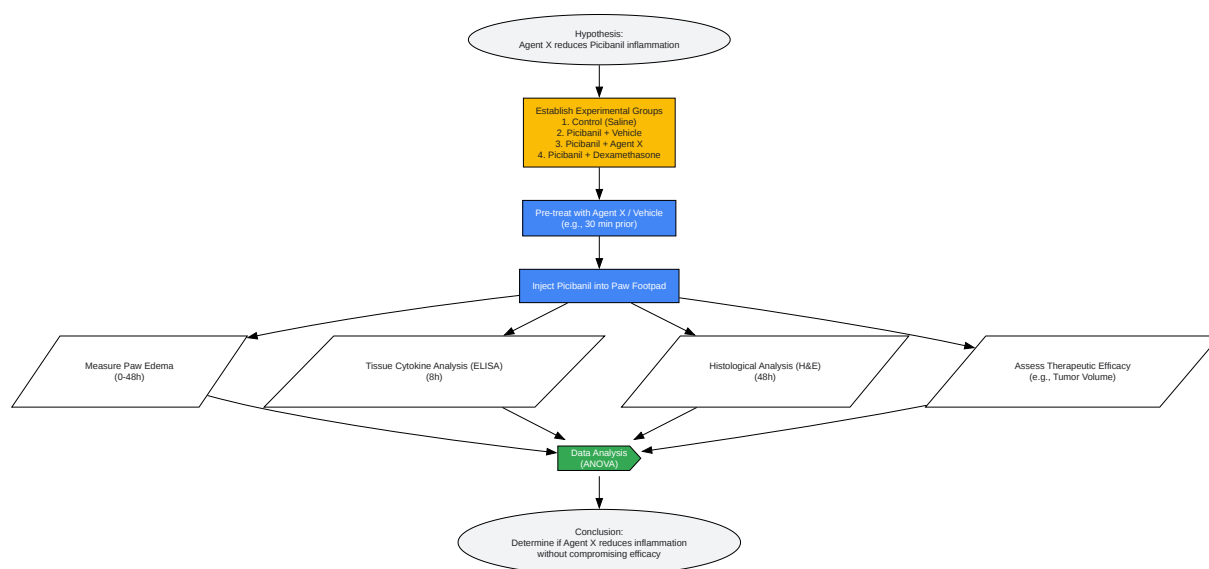 Hypothesis:
Agent X reduces Picibanil inflammation
Establish Experimental Groups
1. Control (Saline)
2. Picibanil + Vehicle
3. Picibanil + Agent X
4. Picibanil + Dexamethasone
Pre-treat with Agent X / Vehicle
(e.g., 30 min prior)
Inject Picibanil into Paw Footpad
Measure Paw Edema
(0-48h)
Tissue Cytokine Analysis (ELISA)
(8h)
Histological Analysis (H&E)
(48h)
Assess Therapeutic Efficacy
(e.g., Tumor Volume)
Data Analysis
(ANOVA)
Conclusion:
Determine if Agent X reduces inflammation
without compromising efficacy